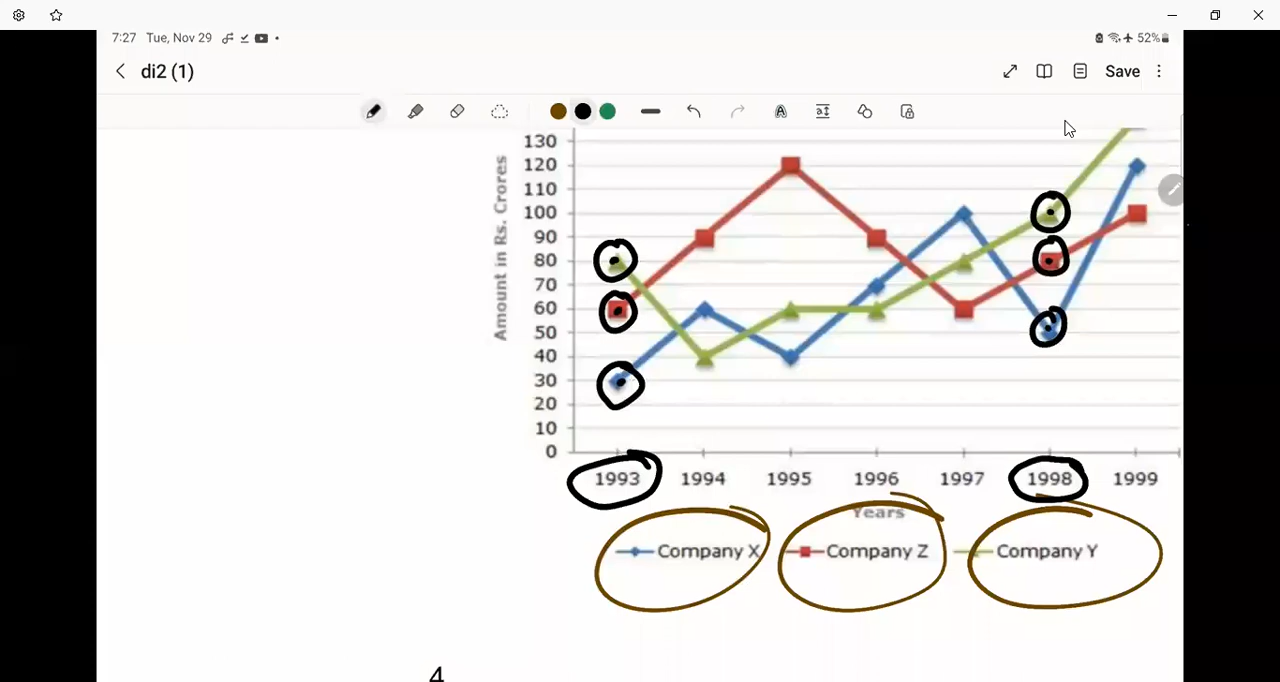 7:27 Tue, Nov 29
52%
di2 (1)
Save
Amount in Rs. Crores
130
120
110
100
90
80
70
60
50
40
30
20
10
0
1993 1994 1995 1996 1997 1998 1999
Years
Company X Company Z Company Y
4